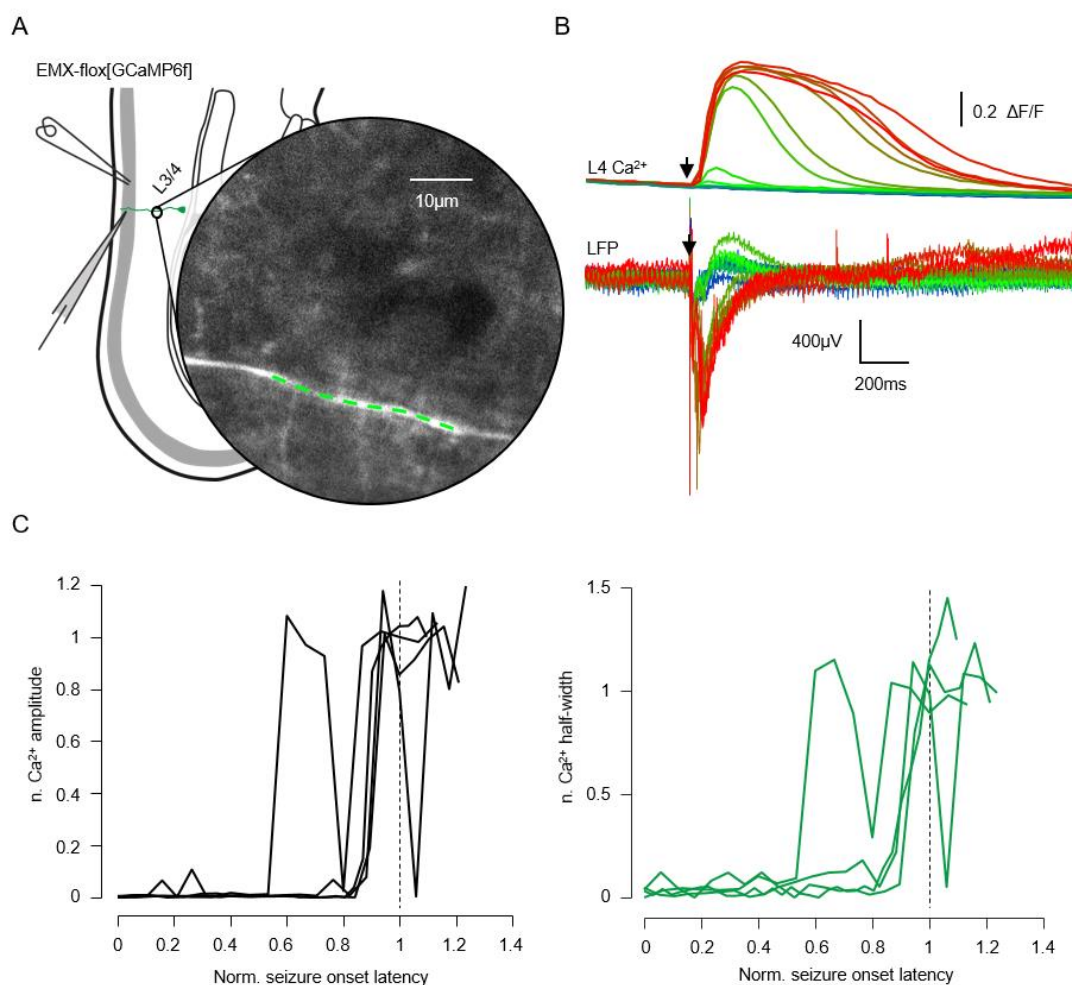 A
EMX-flox[GCaMP6f]
L3/4
10µm
B
0.2 ΔF/F
L4 Ca²⁺
LFP
400µV
200ms
C
n. Ca²⁺ amplitude
1.2
1
0.8
0.6
0.4
0.2
0
0 0.2 0.4 0.6 0.8 1 1.2 1.4
Norm. seizure onset latency
n. Ca²⁺ half-width
1.5
1
0.5
0
0 0.2 0.4 0.6 0.8 1 1.2 1.4
Norm. seizure onset latency